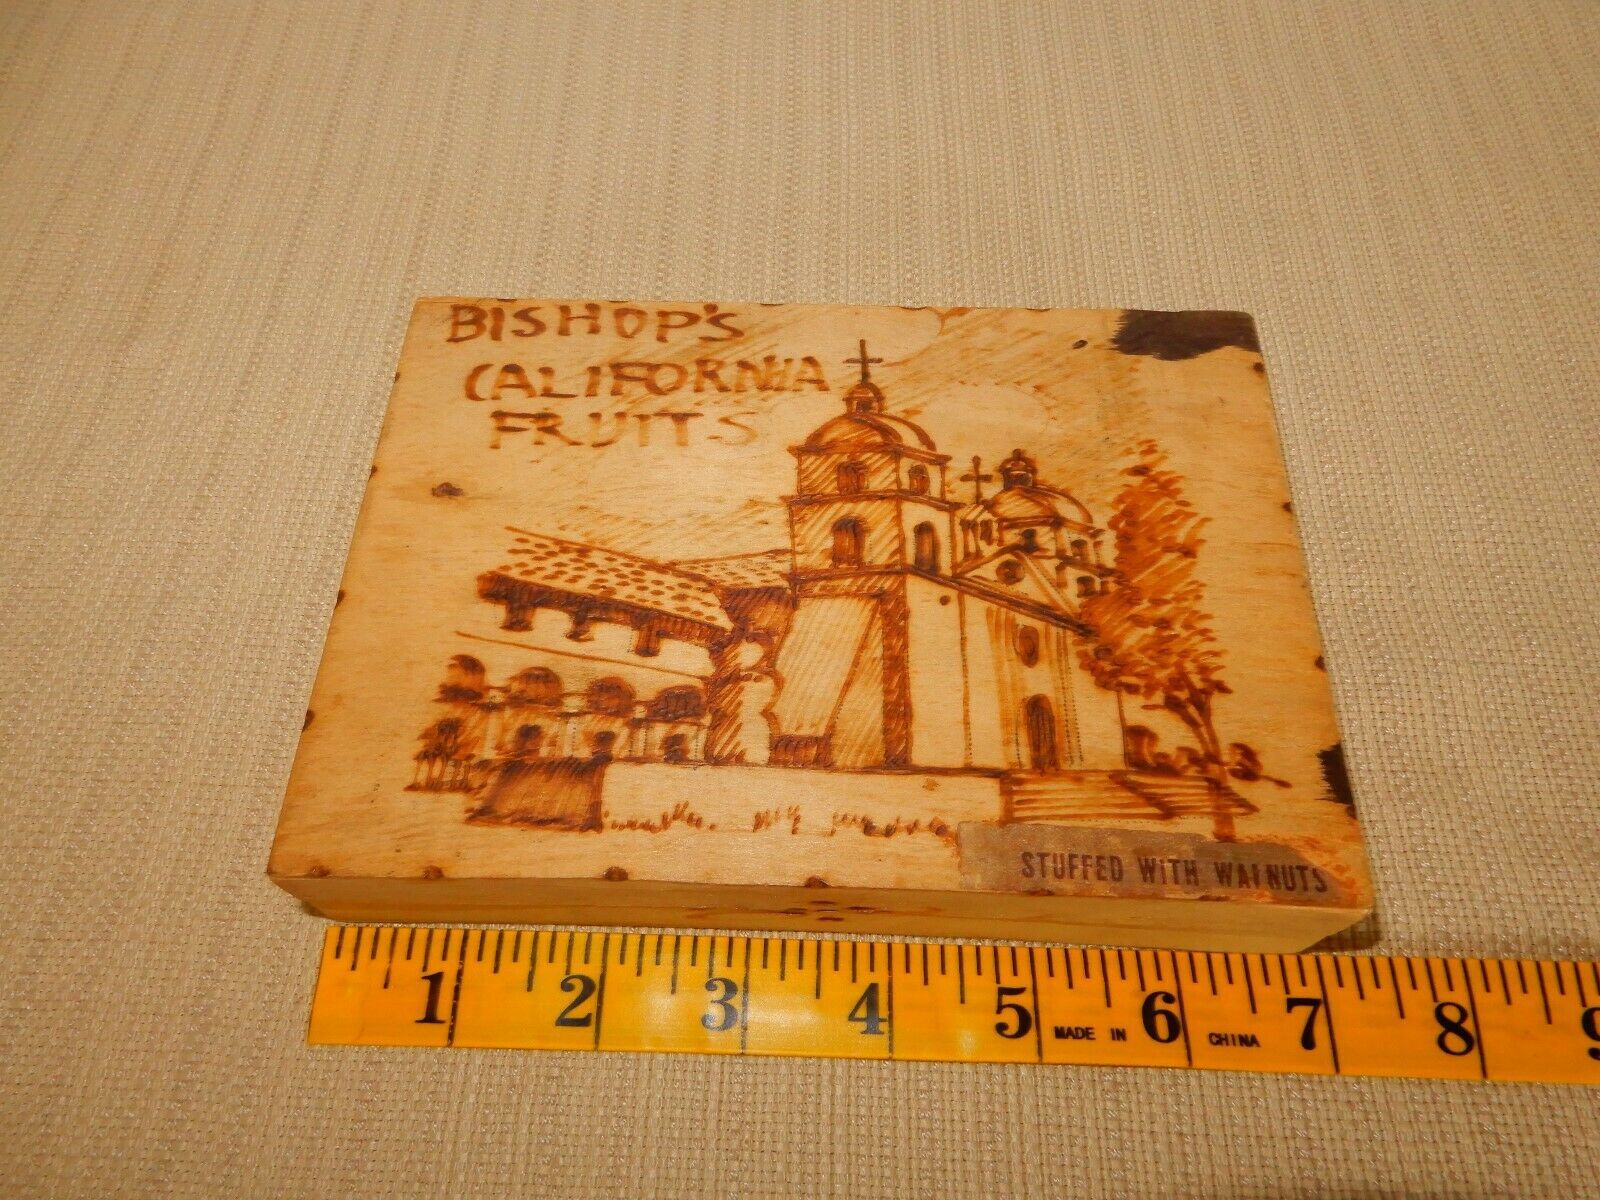 BISHOP'S
CALIFORNIA
FRUITS
STUFFED WITH WALNUTS
1 2 3 4 5 MADE IN 6 CHINA 7 8 9